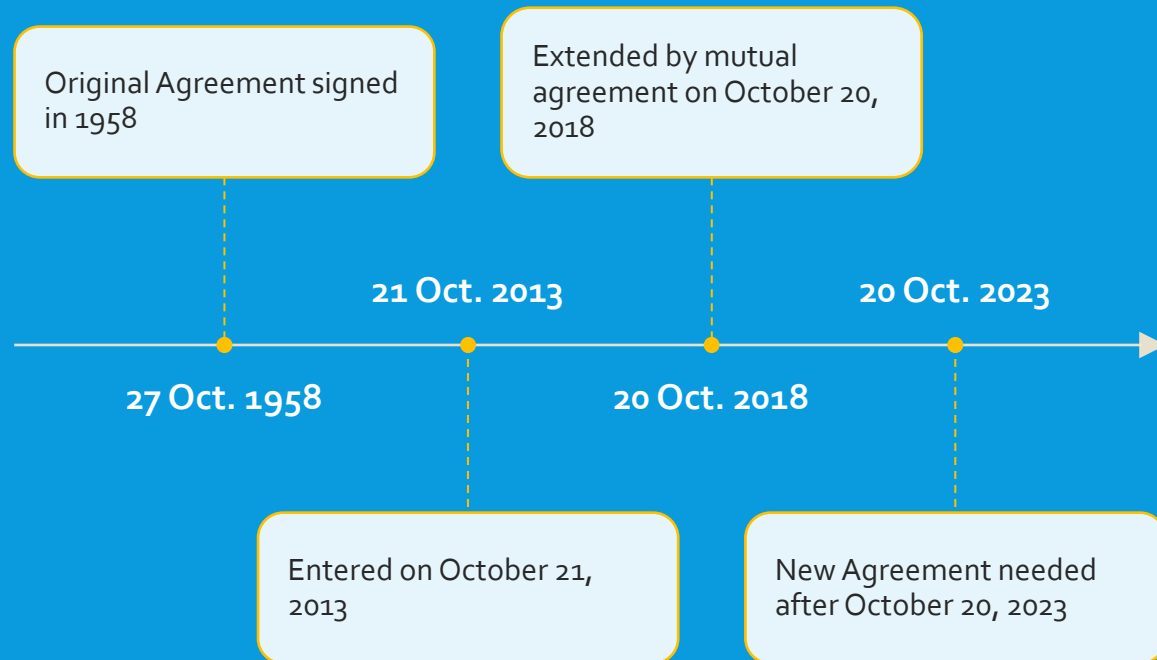 Original Agreement signed
in 1958
Extended by mutual
agreement on October 20,
2018
21 Oct. 2013
20 Oct. 2023
27 Oct. 1958
20 Oct. 2018
Entered on October 21,
2013
New Agreement needed
after October 20, 2023